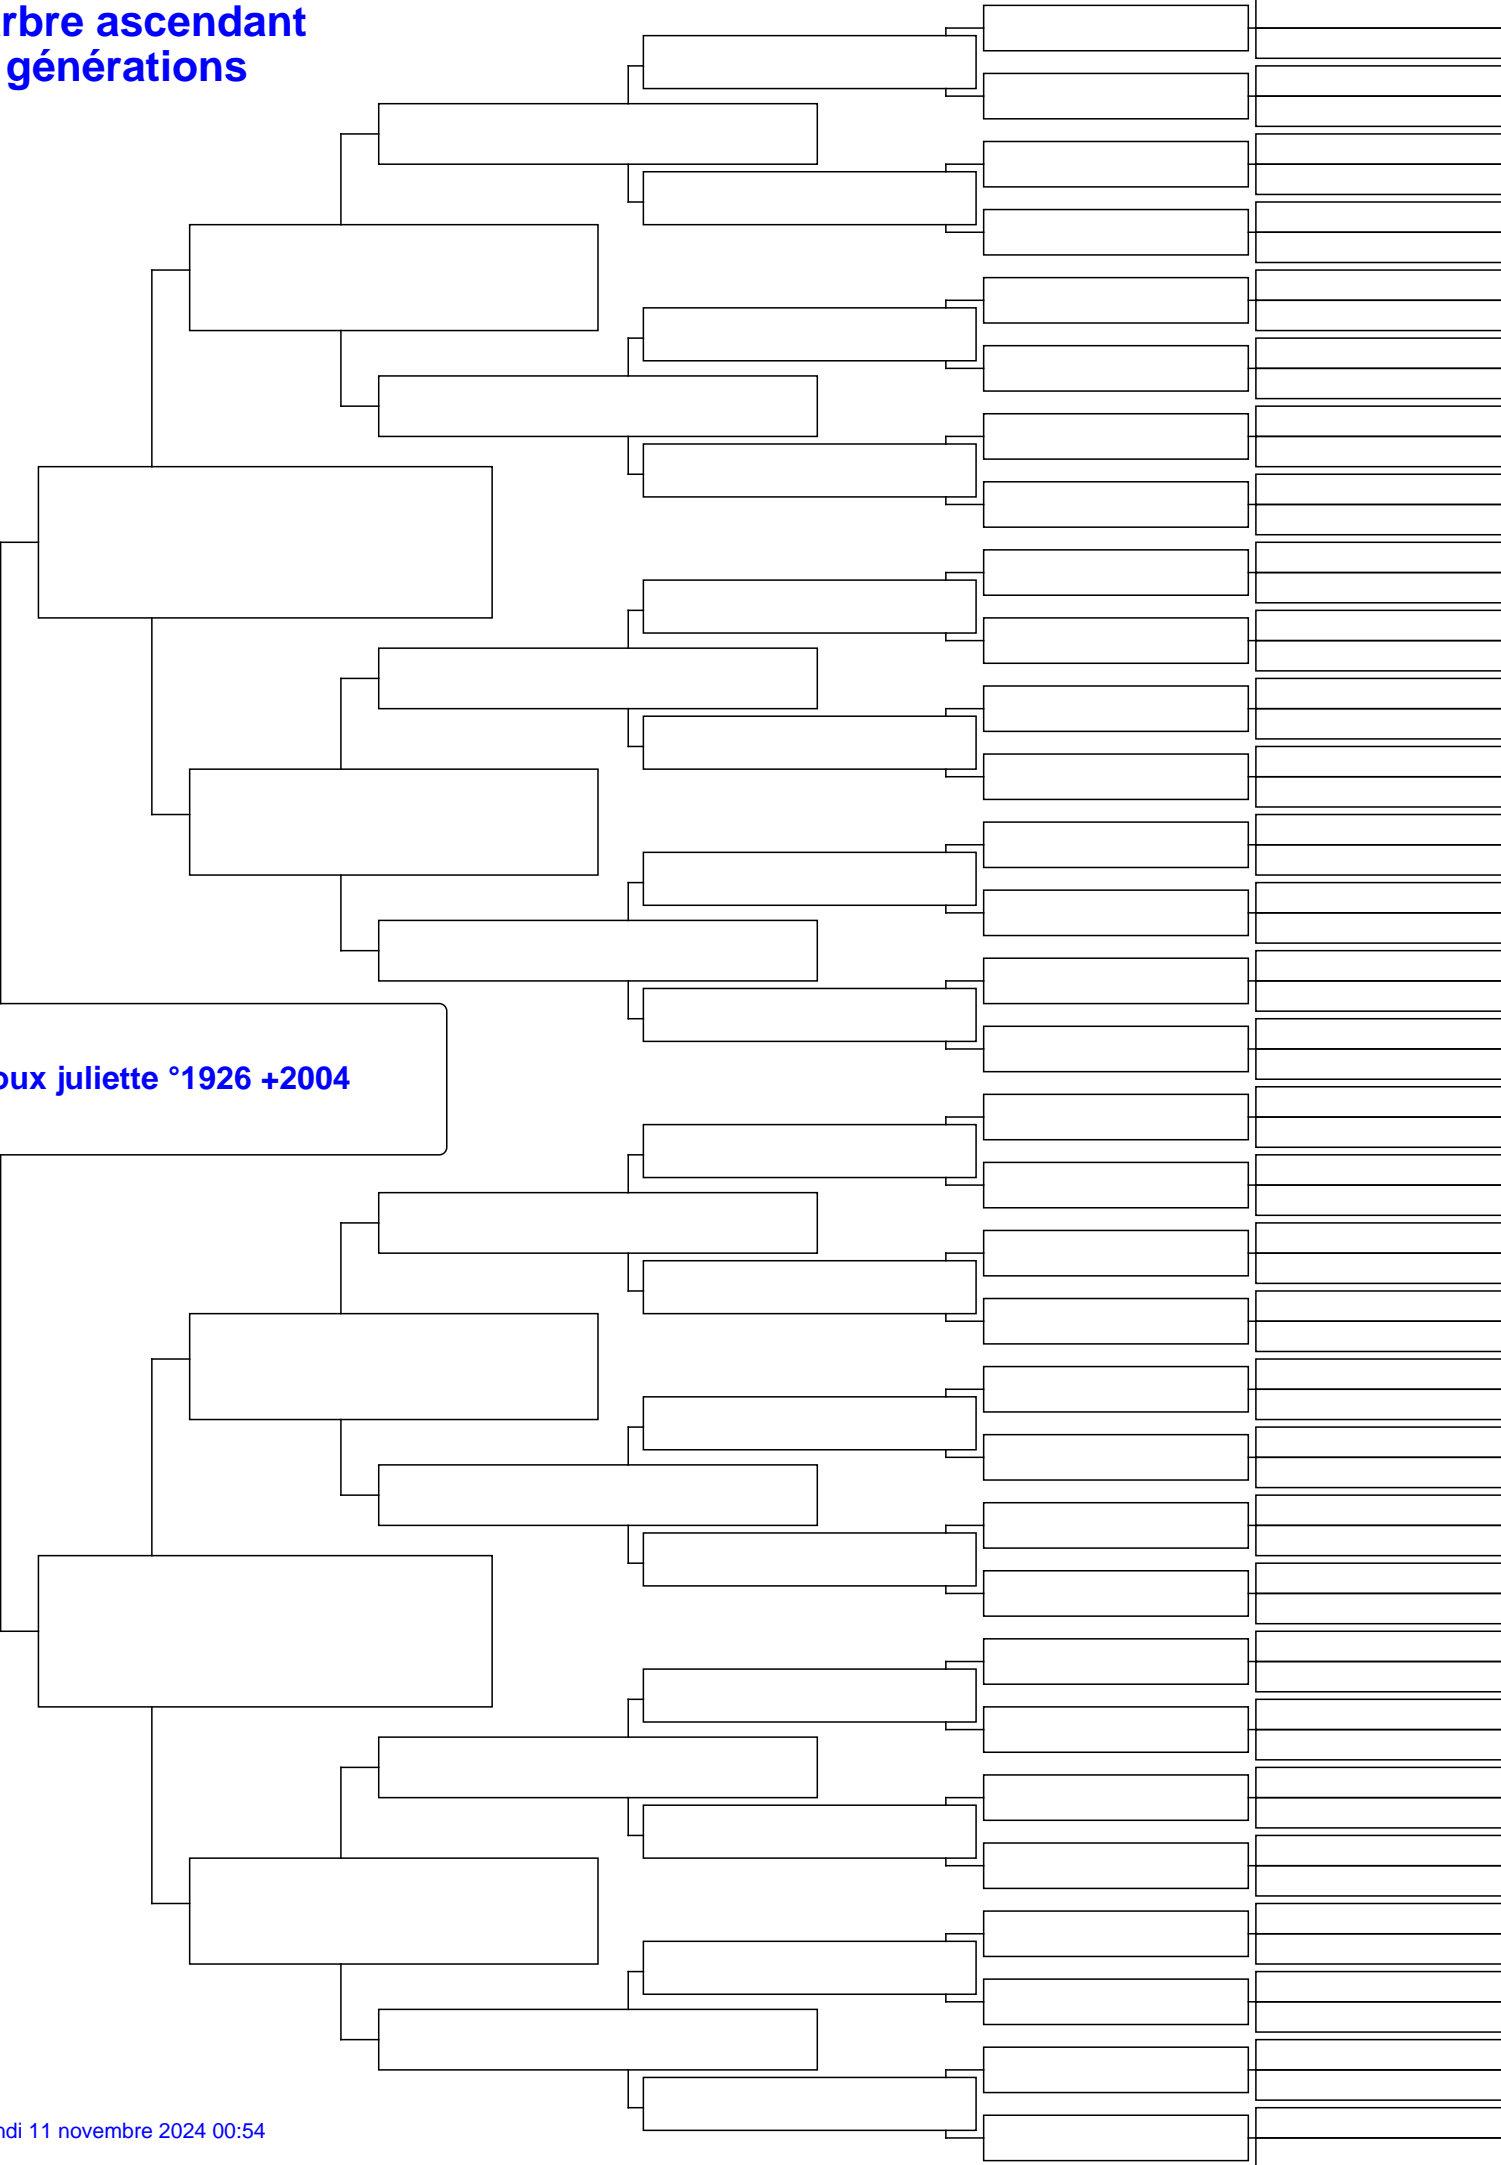 rbre ascendant
générations
oux juliette °1926 +2004
ndi 11 novembre 2024 00:54